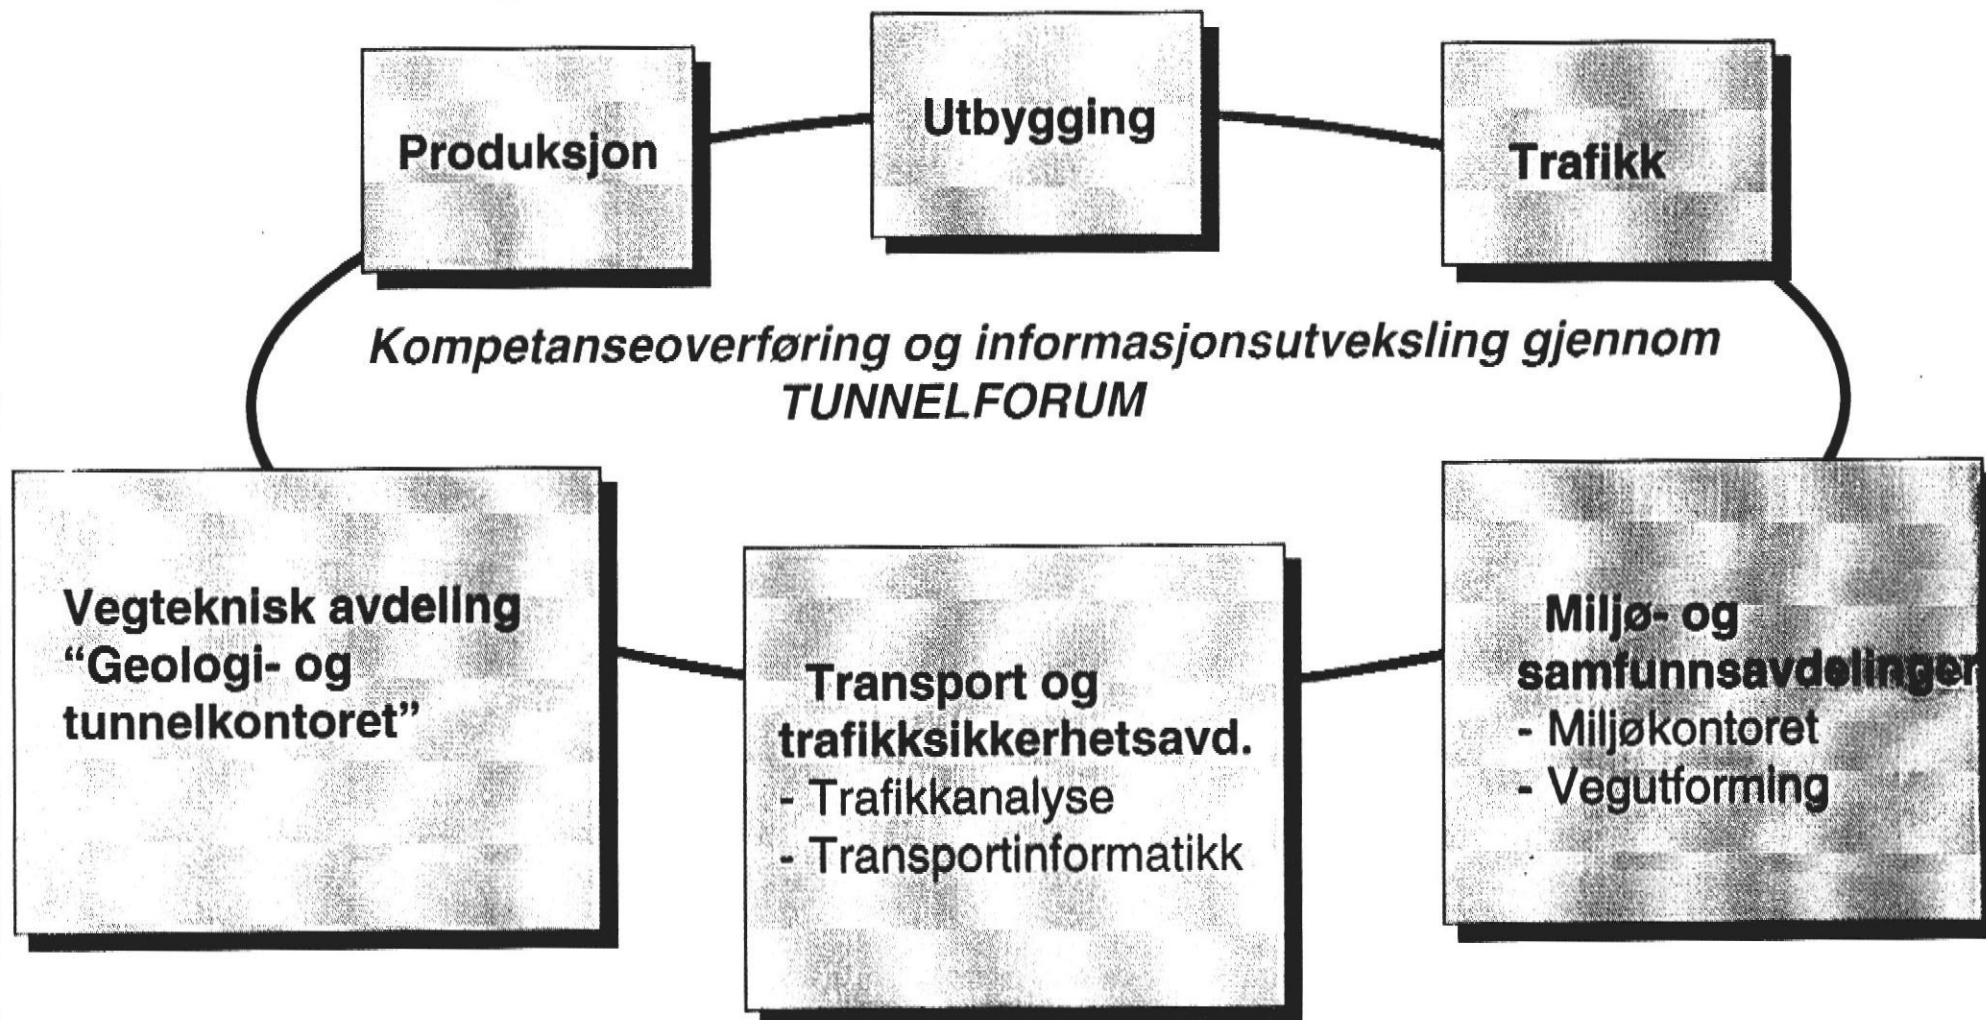 Produksjon
Utbygging
Trafikk
Kompetanseoverføring og informasjonsutveksling gjennom
TUNNELFORUM
Vegteknisk avdeling
“Geologi- og
tunnelkontoret”
Transport og
trafikksikkerhetsavd.
- Trafikkanalyse
- Transportinformatikk
Miljø- og
samfunnsavdelingen
- Miljøkontoret
- Vegutforming